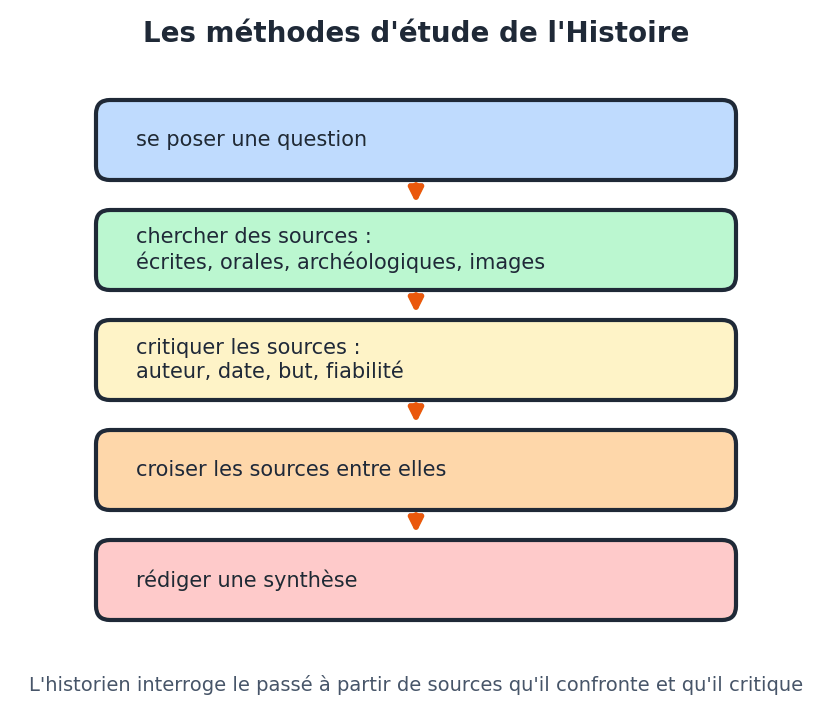 Les méthodes d'étude de l'Histoire
se poser une question
chercher des sources :
écrites, orales, archéologiques, images
critiquer les sources :
auteur, date, but, fiabilité
croiser les sources entre elles
rédiger une synthèse
L'historien interroge le passé à partir de sources qu'il confronte et qu'il critique